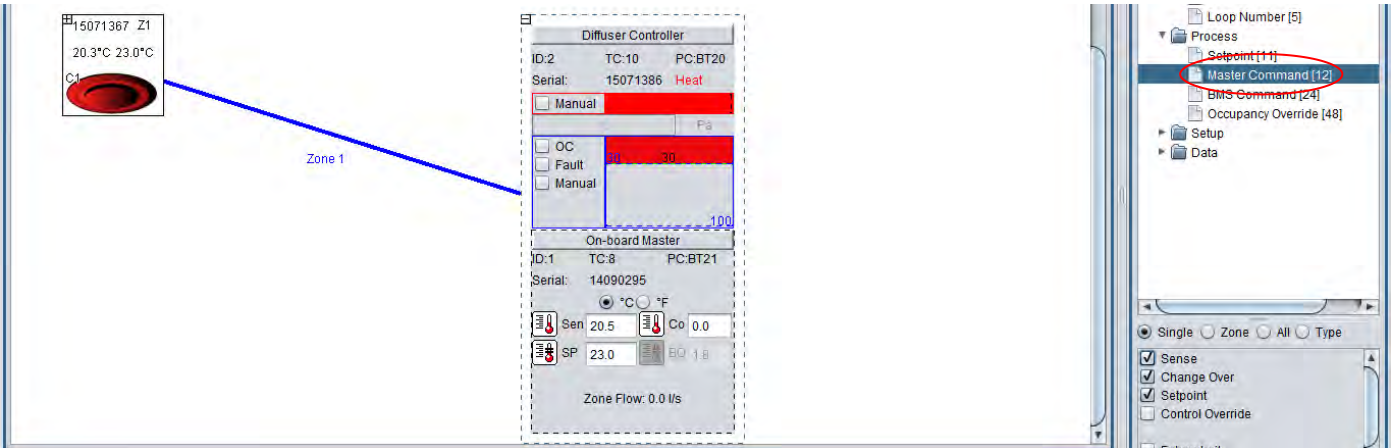 15071367 Z1
20.3°C 23.0°C
C1
Zone 1
Diffuser Controller
ID:2 TC:10 PC:BT20
Serial: 15071386 Heat
Manual
Pa
OC
Fault
Manual
30
100
On-board Master
ID:1 TC:8 PC:BT21
Serial: 14090295
°C °F
Sen 20.5 Co 0.0
SP 23.0 1.8
Zone Flow: 0.0 l/s
Loop Number [5]
Process
Setpoint [11]
Master Command [12]
BMS Command [24]
Occupancy Override [48]
Setup
Data
Single Zone All Type
Sense
Change Over
Setpoint
Control Override